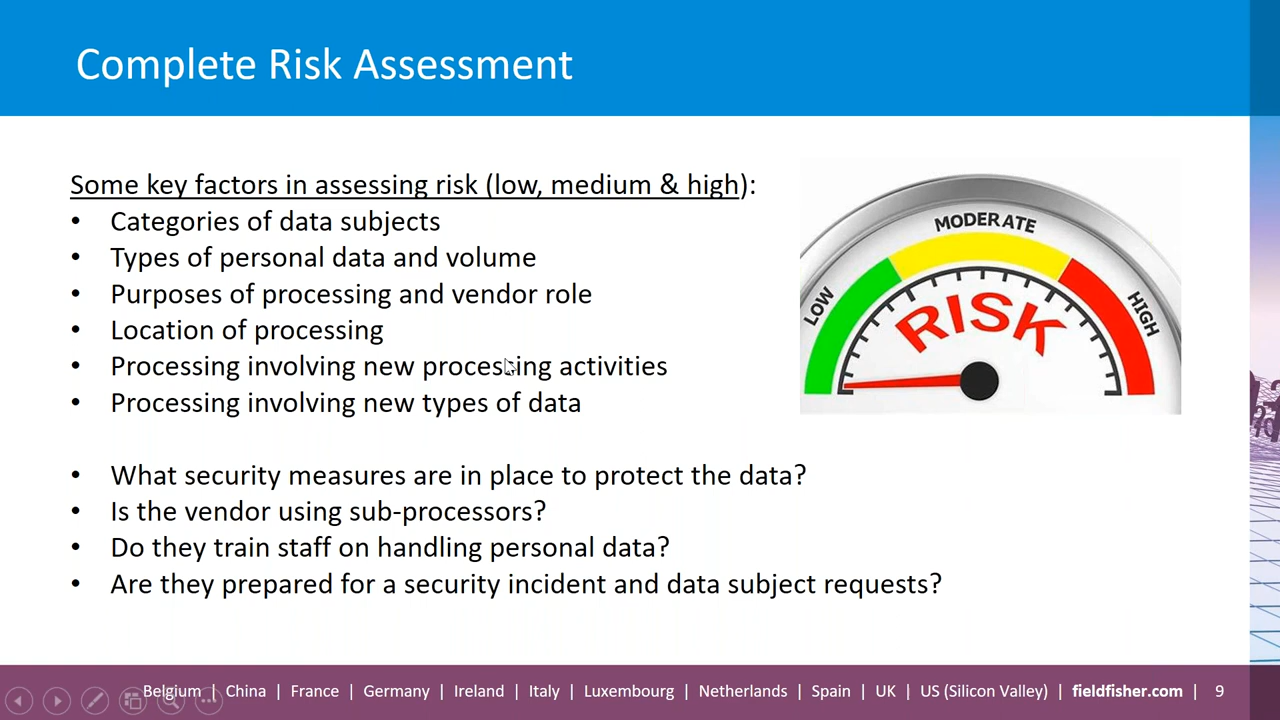 Complete Risk Assessment
Some key factors in assessing risk (low, medium & high):
• Categories of data subjects
• Types of personal data and volume
• Purposes of processing and vendor role
• Location of processing
• Processing involving new processing activities
• Processing involving new types of data
• What security measures are in place to protect the data?
• Is the vendor using sub-processors?
• Do they train staff on handling personal data?
• Are they prepared for a security incident and data subject requests?
LOW
MODERATE
HIGH
RISK
Belgium | China | France | Germany | Ireland | Italy | Luxembourg | Netherlands | Spain | UK | US (Silicon Valley) | fieldfisher.com | 9